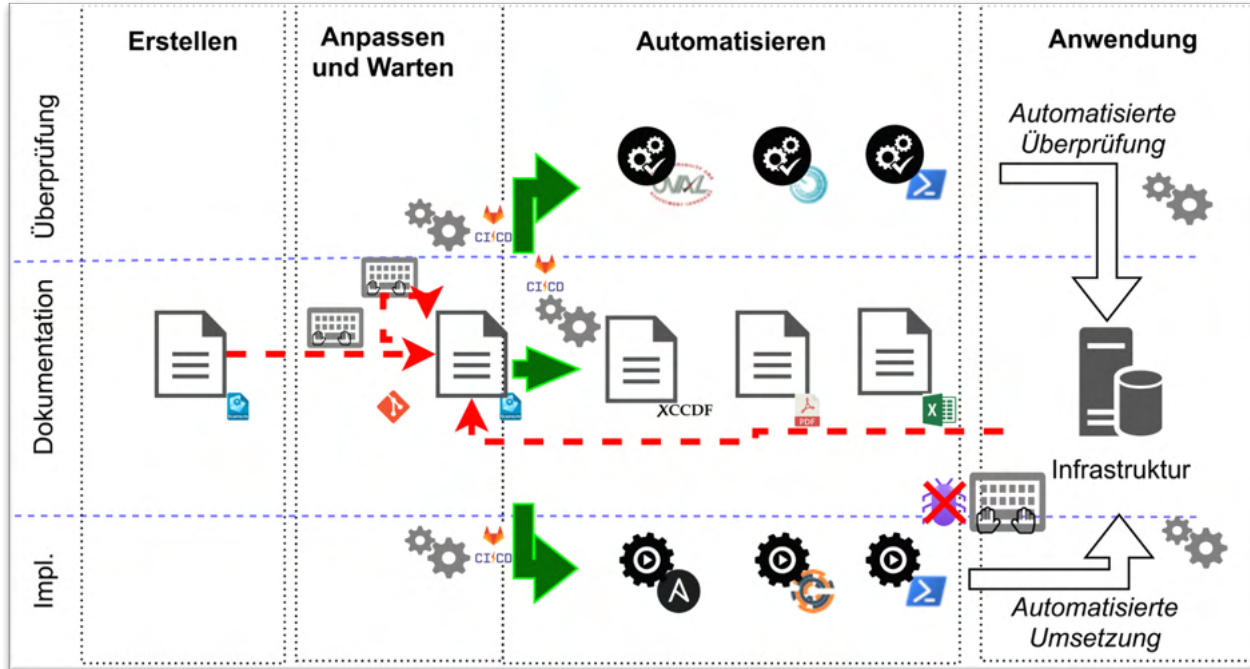 Erstellen
Anpassen
und Warten
Automatisieren
Anwendung
Überprüfung
Automatisierte
Überprüfung
CI/CD
CI/CD
Dokumentation
XCCDF
PDF
Infrastruktur
Impl.
CI/CD
Automatisierte
Umsetzung